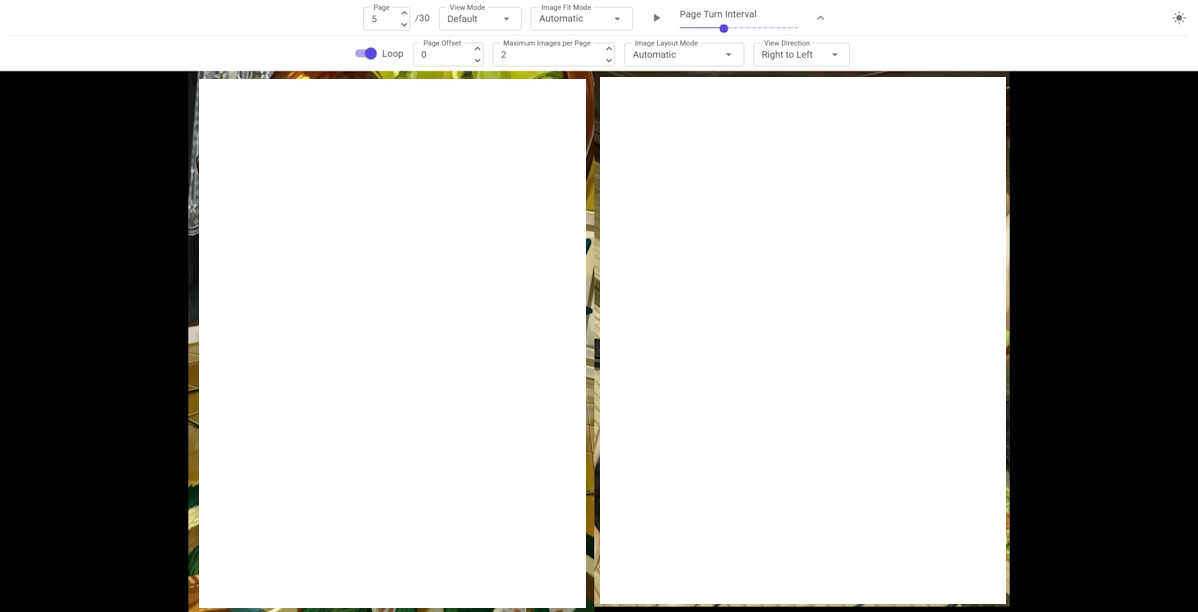 Page
5
/30
View Mode
Default
Image Fit Mode
Automatic
Page Turn Interval
Loop
Page Offset
0
Maximum Images per Page
2
Image Layout Mode
Automatic
View Direction
Right to Left